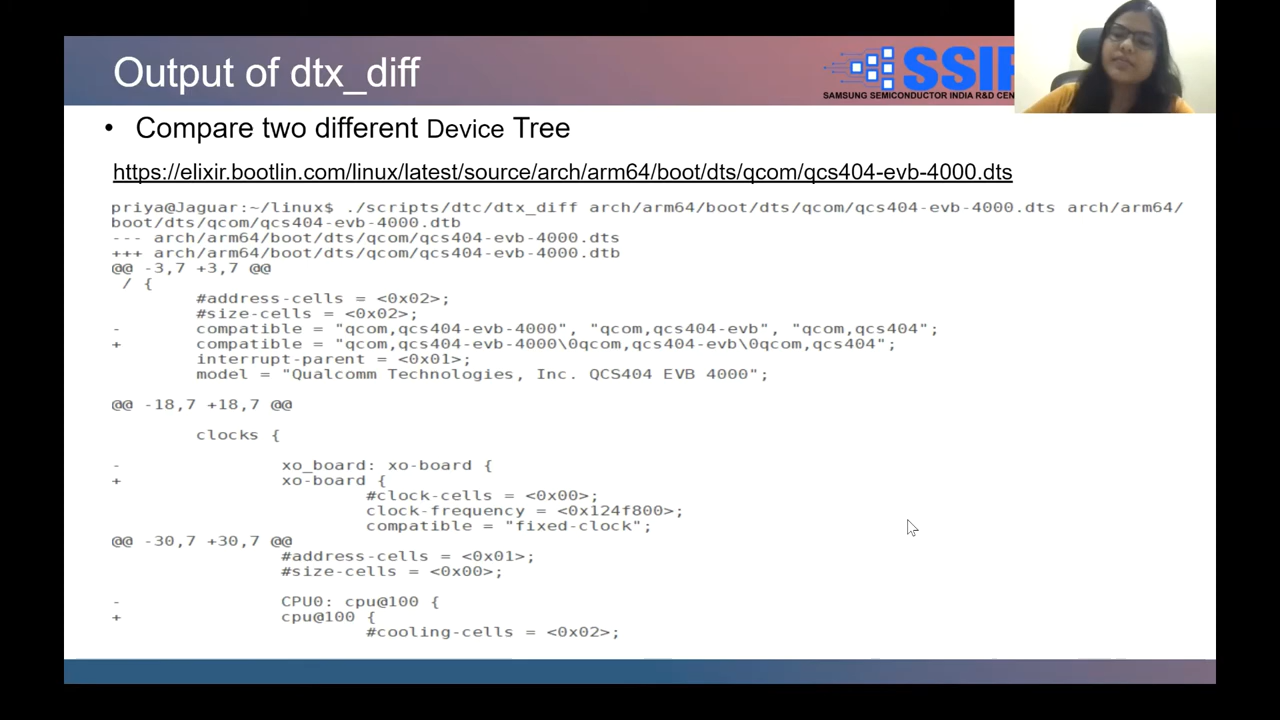 Output of dtx_diff
SSI
SAMSUNG SEMICONDUCTOR INDIA R&D CEN
• Compare two different Device Tree
https://elixir.bootlin.com/linux/latest/source/arch/arm64/boot/dts/qcom/qcs404-evb-4000.dts
priya@Jaguar:~/linux$ ./scripts/dtc/dtx_diff arch/arm64/boot/dts/qcom/qcs404-evb-4000.dts arch/arm64/
boot/dts/qcom/qcs404-evb-4000.dtb
--- arch/arm64/boot/dts/qcom/qcs404-evb-4000.dts
+++ arch/arm64/boot/dts/qcom/qcs404-evb-4000.dtb
@@ -3,7 +3,7 @@
/ {
#address-cells = <0x02>;
#size-cells = <0x02>;
- compatible = "qcom,qcs404-evb-4000", "qcom,qcs404-evb", "qcom,qcs404";
+ compatible = "qcom,qcs404-evb-4000\0qcom,qcs404-evb\0qcom,qcs404";
interrupt-parent = <0x01>;
model = "Qualcomm Technologies, Inc. QCS404 EVB 4000";
@@ -18,7 +18,7 @@
clocks {
- xo_board: xo-board {
+ xo-board {
#clock-cells = <0x00>;
clock-frequency = <0x124f800>;
compatible = "fixed-clock";
@@ -30,7 +30,7 @@
#address-cells = <0x01>;
#size-cells = <0x00>;
- CPU0: cpu@100 {
+ cpu@100 {
#cooling-cells = <0x02>;